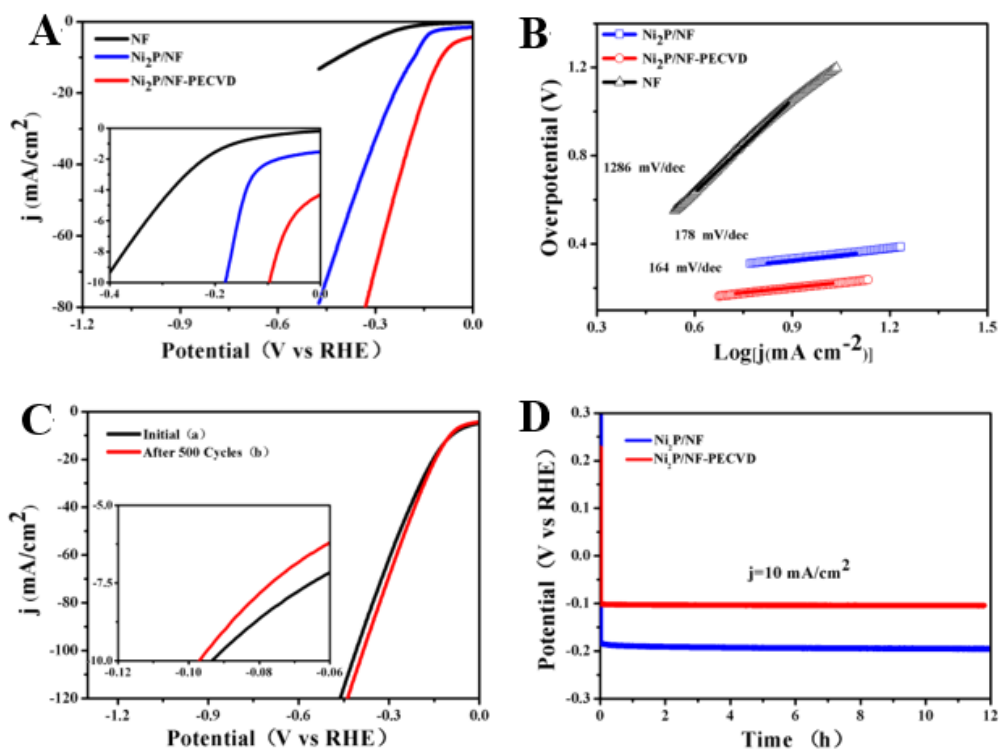 A
NF
Ni2P/NF
Ni2P/NF-PECVD
j (mA/cm2)
0
-20
-40
-60
-80
0
-2
-4
-6
-8
-10
-0.4
-0.2
0.0
-1.2
-0.9
-0.6
-0.3
0.0
Potential (V vs RHE)
B
Ni2P/NF
Ni2P/NF-PECVD
NF
Overpotential (V)
1.2
0.8
0.4
1286 mV/dec
178 mV/dec
164 mV/dec
0.3
0.6
0.9
1.2
1.5
Log[j(mA cm-2)]
C
Initial (a)
After 500 Cycles (b)
j (mA/cm2)
0
-20
-40
-60
-80
-100
-120
-5.0
-7.5
-10.0
-0.12
-0.10
-0.08
-0.06
-1.2
-0.9
-0.6
-0.3
0.0
Potential (V vs RHE)
D
Ni2P/NF
Ni2P/NF-PECVD
Potential (V vs RHE)
0.3
0.2
0.1
0.0
-0.1
-0.2
-0.3
j=10 mA/cm2
0
2
4
6
8
10
12
Time (h)